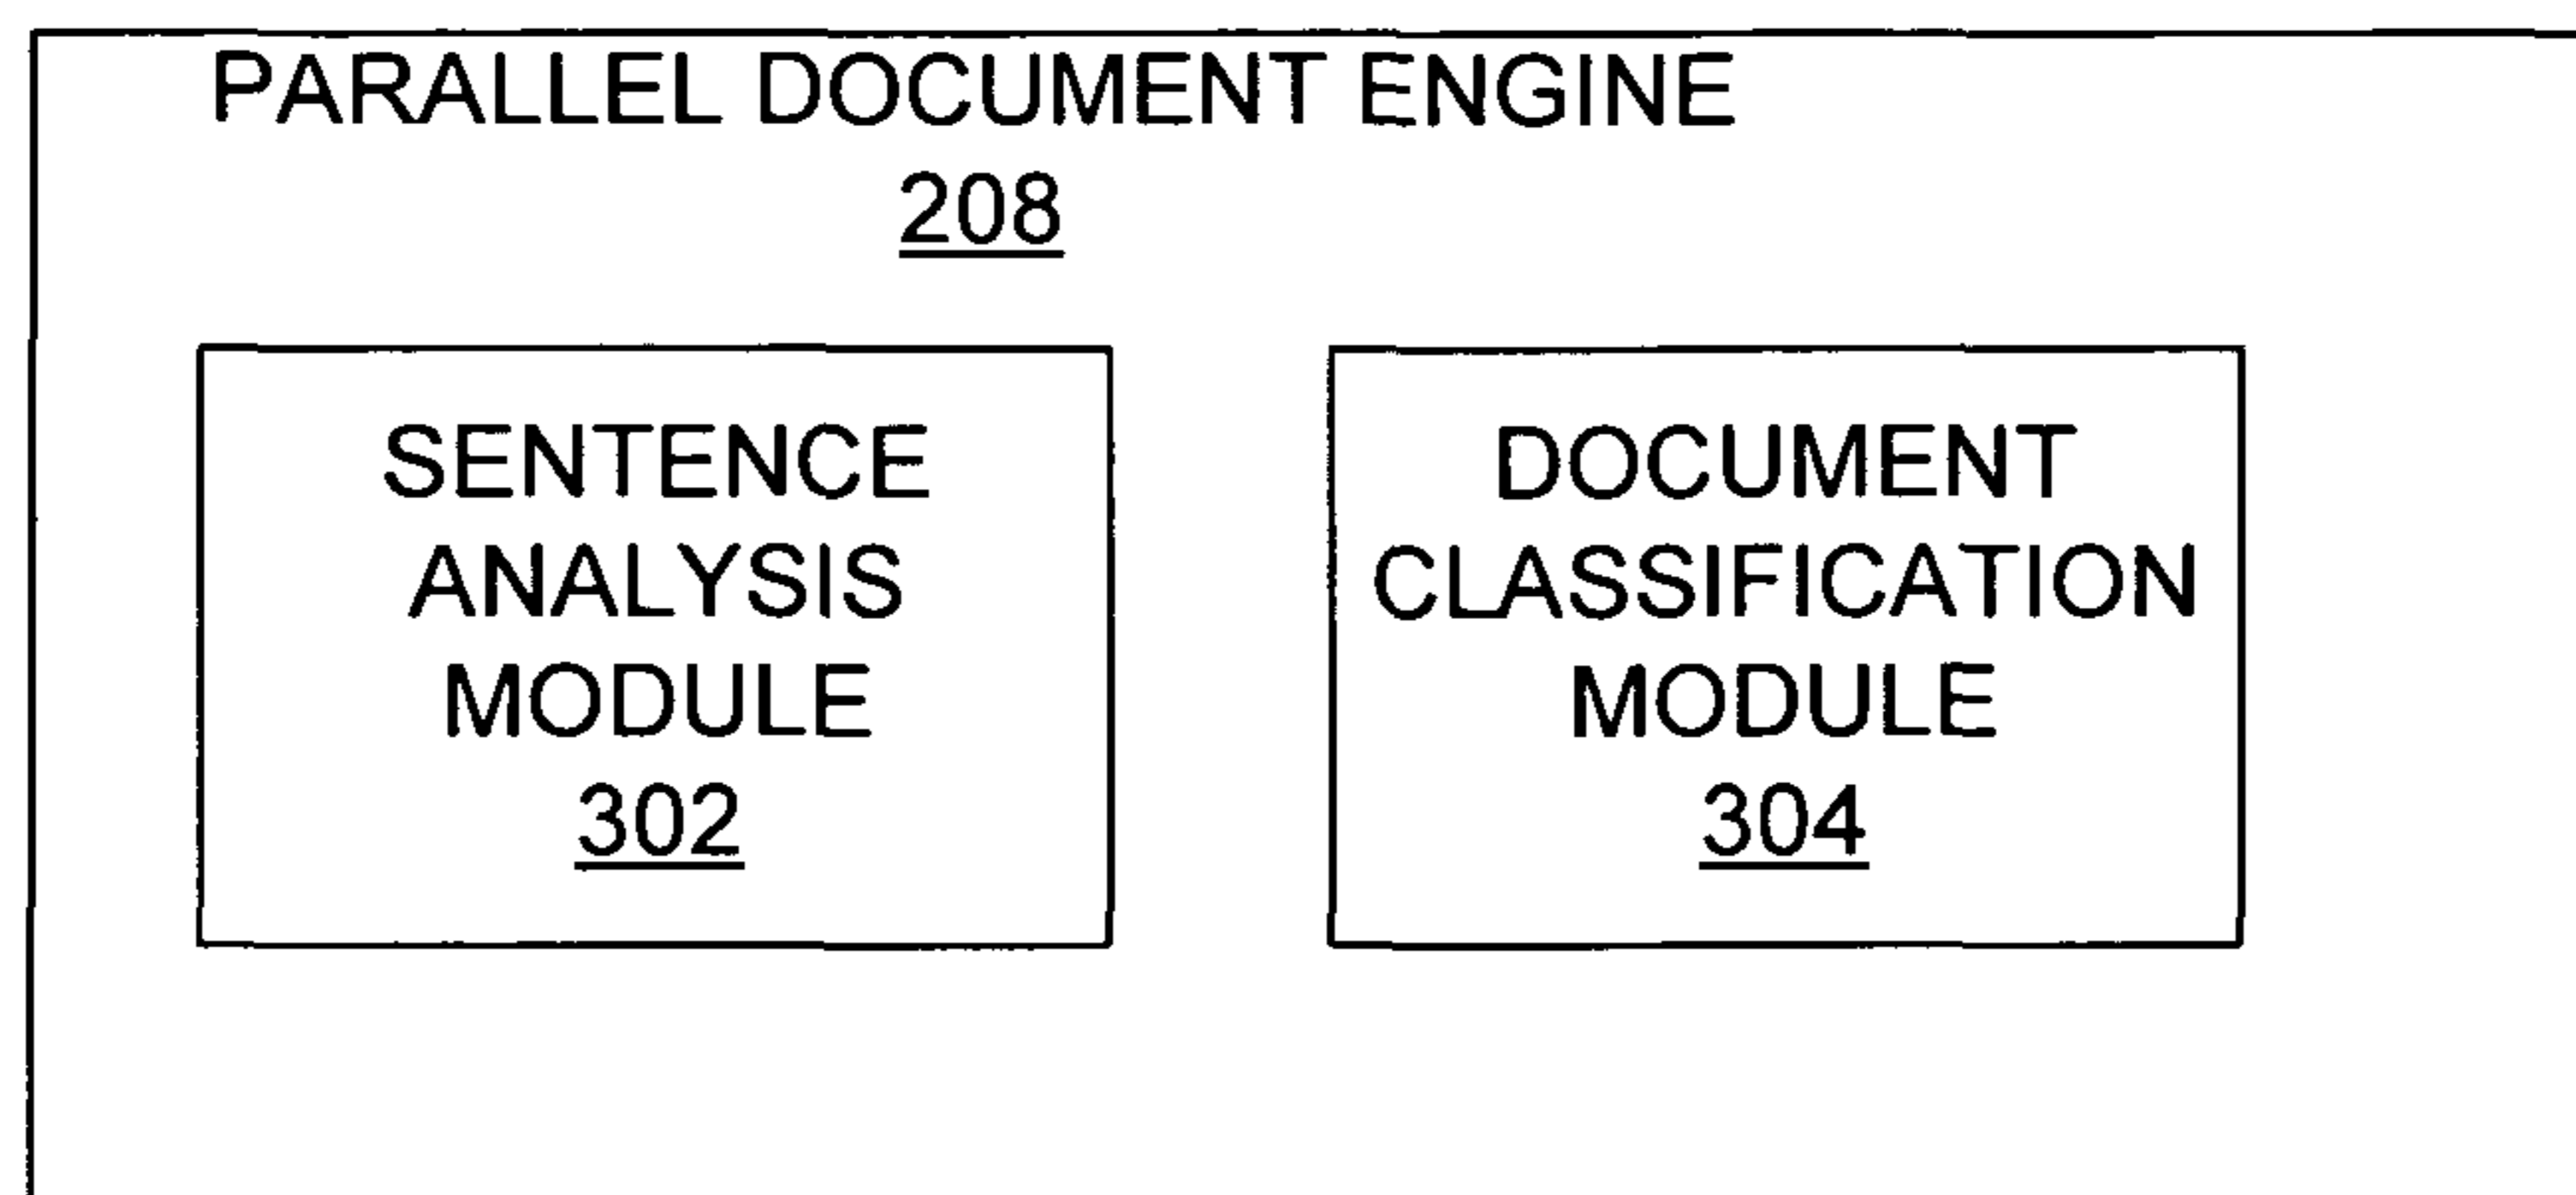 PARALLEL DOCUMENT ENGINE
208
SENTENCE
ANALYSIS
MODULE
302
DOCUMENT
CLASSIFICATION
MODULE
304